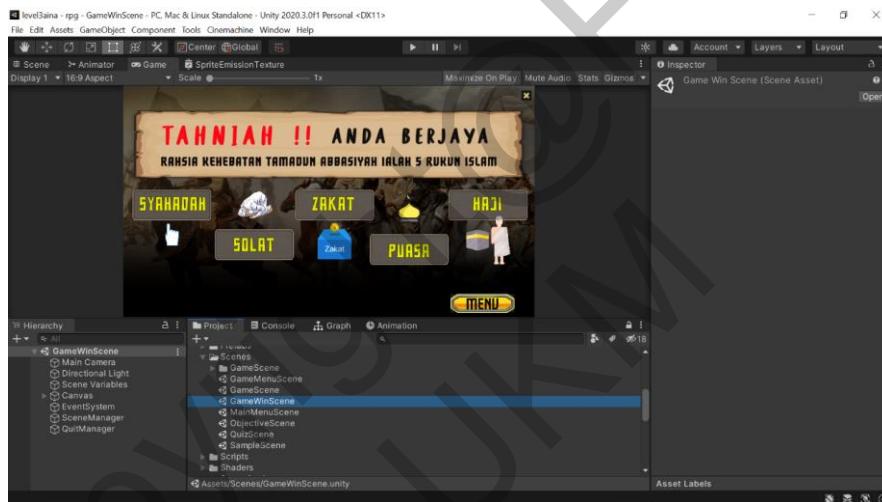 level3aina - rpg - GameWinScene - PC, Mac & Linux Standalone - Unity 2020.3.0f1 Personal <DX11>
File Edit Assets GameObject Component Tools Cinemachine Window Help
Center Global Account Layers Layout
Scene Animator Game SpriteEmissionTexture Inspector
Display 1 16:9 Aspect Scale 1x Maximize On Play Mute Audio Stats Gizmos
Game Win Scene (Scene Asset)
Open
TAHNIAH !! ANDA BERJAYA
RAHSIA KEHEBATAN TAMADUN ABBASIYAH IALAH 5 RUKUN ISLAM
SYAHADAH ZAKAT HAJI
SOLAT Zakat PUASA
MENU
Hierarchy
All
GameWinScene
Main Camera
Directional Light
Scene Variables
Canvas
EventSystem
SceneManager
QuitManager
Project Console Graph Animation
18
Prefabs
Scenes
GameScene
GameMenuScene
GameScene
GameWinScene
MainMenuScene
ObjectiveScene
QuizScene
SampleScene
Scripts
Shaders
Assets/Scenes/GameWinScene.unity
Asset Labels